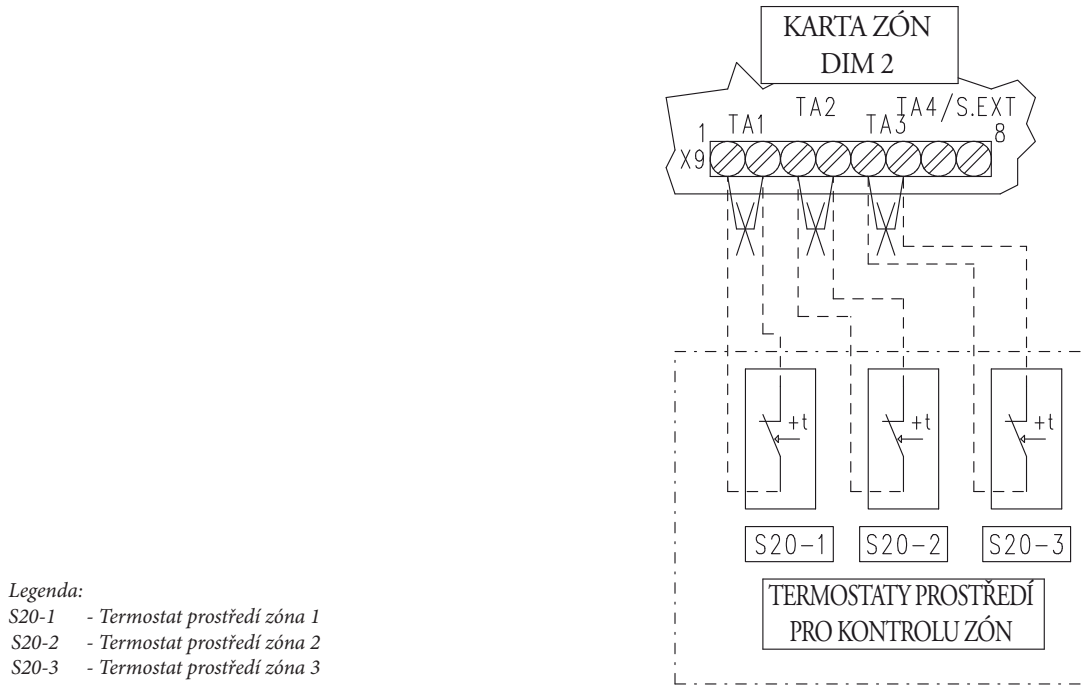 KARTA ZÓN
DIM 2
TA1 TA2 TA3 TA4/S.EXT
1 8
X9
+t +t +t
S20-1 S20-2 S20-3
TERMOSTATY PROSTŘEDÍ
PRO KONTROLU ZÓN
Legenda:
S20-1 - Termostat prostředí zóna 1
S20-2 - Termostat prostředí zóna 2
S20-3 - Termostat prostředí zóna 3